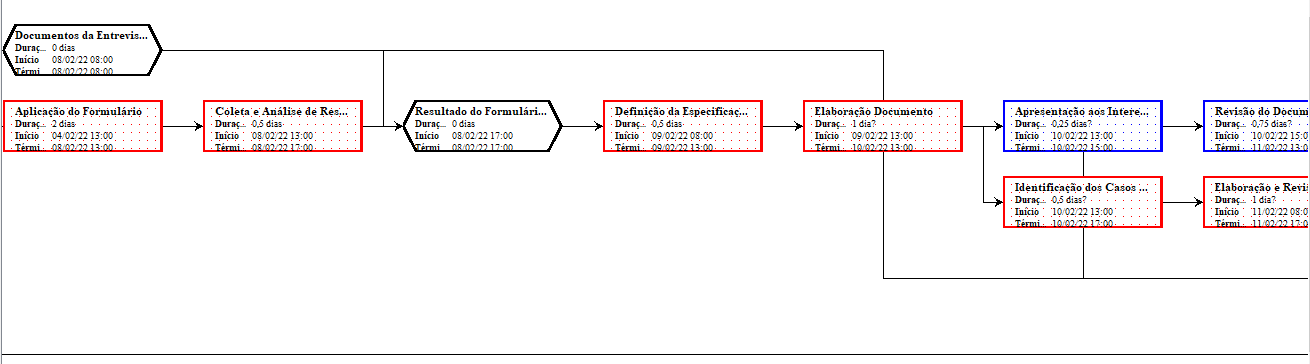 Documentos da Entrevis...
Duraç... 0 dias
Início 08/02/22 08:00
Térmi 08/02/22 08:00
Aplicação do Formulário
Duraç... 2 dias
Início 04/02/22 13:00
Térmi 08/02/22 13:00
Coleta e Análise de Res...
Duraç... 0,5 dias
Início 08/02/22 13:00
Térmi 08/02/22 17:00
Resultado do Formulári...
Duraç... 0 dias
Início 08/02/22 17:00
Térmi 08/02/22 17:00
Definição da Especificaç...
Duraç... 0,5 dias
Início 09/02/22 08:00
Térmi 09/02/22 13:00
Elaboração Documento
Duraç... 1 dia?
Início 09/02/22 13:00
Térmi 10/02/22 13:00
Apresentação aos Intere...
Duraç... 0,25 dias?
Início 10/02/22 13:00
Térmi 10/02/22 15:00
Revisão do Docum
Duraç... 0,75 dias?
Início 10/02/22 15:0
Térmi 11/02/22 13:0
Identificação dos Casos ...
Duraç... 0,5 dias?
Início 10/02/22 13:00
Térmi 10/02/22 17:00
Elaboração e Revi
Duraç... 1 dia?
Início 11/02/22 08:0
Térmi 11/02/22 17:0